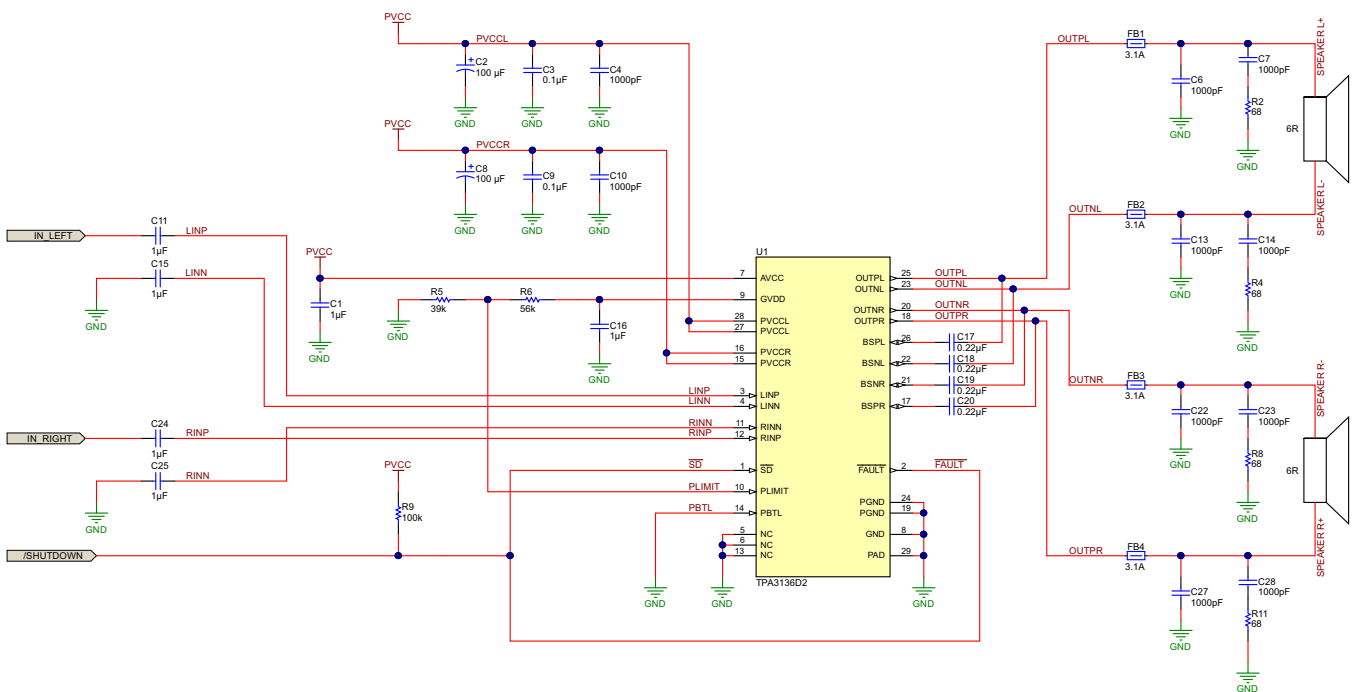 PVCC
PVCCL
C2
100 µF
C3
0.1µF
C4
1000pF
GND
GND
GND
PVCC
PVCCR
C8
100 µF
C9
0.1µF
C10
1000pF
GND
GND
GND
IN_LEFT
C11
1µF
LINP
C15
1µF
LINN
GND
PVCC
C1
1µF
GND
R5
39k
R6
56k
GND
C16
1µF
GND
IN_RIGHT
C24
1µF
RINP
C25
1µF
RINN
GND
PVCC
R9
100k
/SHUTDOWN
U1
7 AVCC
9 GVDD
28 PVCCL
27 PVCCL
16 PVCCR
15 PVCCR
LINP 3 LINP
LINN 4 LINN
RINN 11 RINN
RINP 12 RINP
SD 1 SD
PLIMIT 10 PLIMIT
PBTL 14 PBTL
5 NC
6 NC
13 NC
GND
GND
TPA3136D2
OUTPL 25 OUTPL
OUTNL 23 OUTNL
OUTNR 20 OUTNR
OUTPR 18 OUTPR
BSPL 26 C17
0.22µF
BSNL 22 C18
0.22µF
BSNR 21 C19
0.22µF
BSPR 17 C20
0.22µF
FAULT 2 FAULT
PGND 24
PGND 19
GND 8
PAD 29
GND
OUTPL
FB1
3.1A
C6
1000pF
GND
C7
1000pF
R2
68
GND
SPEAKER L+
6R
SPEAKER L-
OUTNL
FB2
3.1A
C13
1000pF
GND
C14
1000pF
R4
68
GND
OUTNR
FB3
3.1A
C22
1000pF
GND
C23
1000pF
R8
68
GND
SPEAKER R-
6R
SPEAKER R+
OUTPR
FB4
3.1A
C27
1000pF
GND
C28
1000pF
R11
68
GND